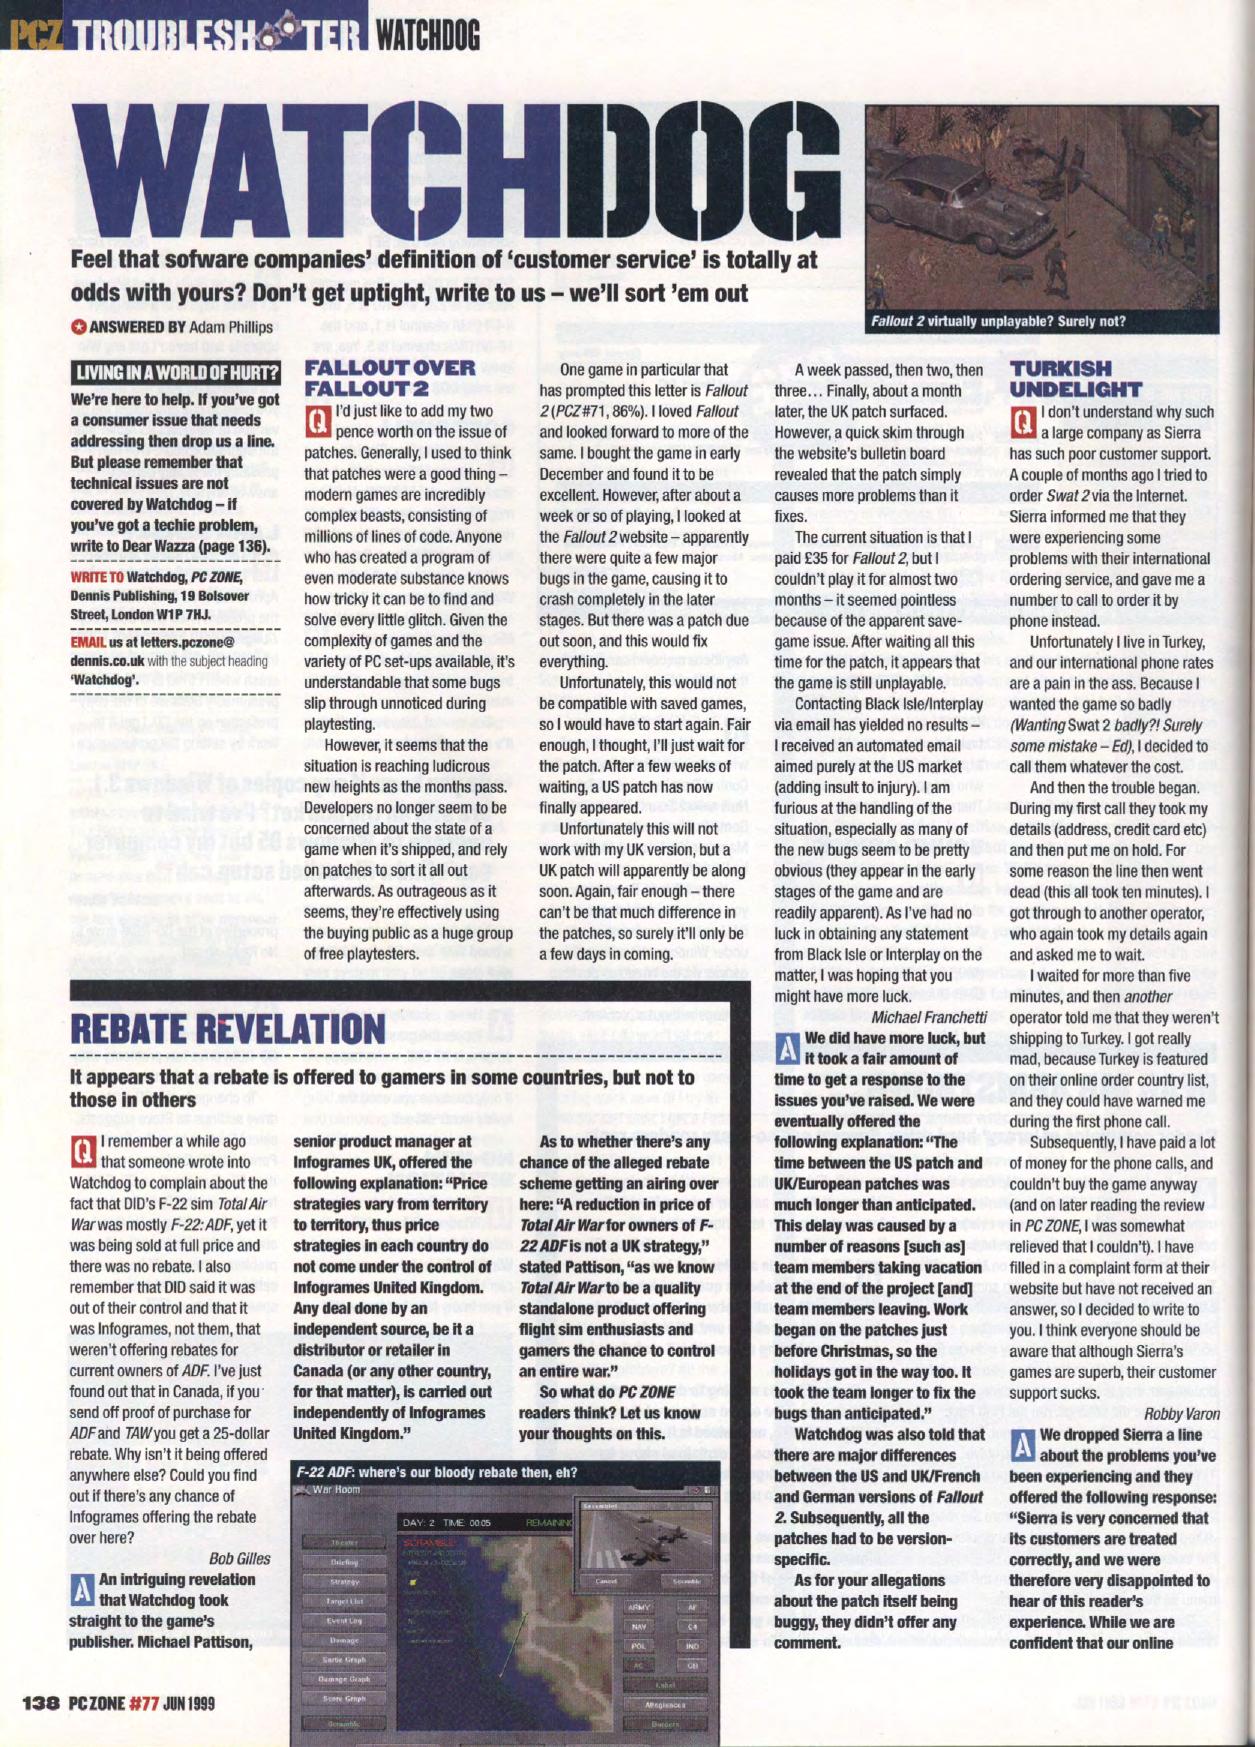 PCZ TROUBLESHOOTER WATCHDOG
WATCHDOG
Feel that sofware companies' definition of 'customer service' is totally at
odds with yours? Don't get uptight, write to us – we'll sort 'em out
ANSWERED BY Adam Phillips
Fallout 2 virtually unplayable? Surely not?
LIVING IN A WORLD OF HURT?
We're here to help. If you've got
a consumer issue that needs
addressing then drop us a line.
But please remember that
technical issues are not
covered by Watchdog – if
you've got a techie problem,
write to Dear Wazza (page 136).
WRITE TO Watchdog, PC ZONE,
Dennis Publishing, 19 Bolsover
Street, London W1P 7HJ.
EMAIL us at letters.pczone@
dennis.co.uk with the subject heading
'Watchdog'.
FALLOUT OVER
FALLOUT 2
Q I'd just like to add my two
pence worth on the issue of
patches. Generally, I used to think
that patches were a good thing –
modern games are incredibly
complex beasts, consisting of
millions of lines of code. Anyone
who has created a program of
even moderate substance knows
how tricky it can be to find and
solve every little glitch. Given the
complexity of games and the
variety of PC set-ups available, it's
understandable that some bugs
slip through unnoticed during
playtesting.
However, it seems that the
situation is reaching ludicrous
new heights as the months pass.
Developers no longer seem to be
concerned about the state of a
game when it's shipped, and rely
on patches to sort it all out
afterwards. As outrageous as it
seems, they're effectively using
the buying public as a huge group
of free playtesters.
One game in particular that
has prompted this letter is Fallout
2 (PCZ #71, 86%). I loved Fallout
and looked forward to more of the
same. I bought the game in early
December and found it to be
excellent. However, after about a
week or so of playing, I looked at
the Fallout 2 website – apparently
there were quite a few major
bugs in the game, causing it to
crash completely in the later
stages. But there was a patch due
out soon, and this would fix
everything.
Unfortunately, this would not
be compatible with saved games,
so I would have to start again. Fair
enough, I thought, I'll just wait for
the patch. After a few weeks of
waiting, a US patch has now
finally appeared.
Unfortunately this will not
work with my UK version, but a
UK patch will apparently be along
soon. Again, fair enough – there
can't be that much difference in
the patches, so surely it'll only be
a few days in coming.
A week passed, then two, then
three... Finally, about a month
later, the UK patch surfaced.
However, a quick skim through
the website's bulletin board
revealed that the patch simply
causes more problems than it
fixes.
The current situation is that I
paid £35 for Fallout 2, but I
couldn't play it for almost two
months – it seemed pointless
because of the apparent save-
game issue. After waiting all this
time for the patch, it appears that
the game is still unplayable.
Contacting Black Isle/Interplay
via email has yielded no results –
I received an automated email
aimed purely at the US market
(adding insult to injury). I am
furious at the handling of the
situation, especially as many of
the new bugs seem to be pretty
obvious (they appear in the early
stages of the game and are
readily apparent). As I've had no
luck in obtaining any statement
from Black Isle or Interplay on the
matter, I was hoping that you
might have more luck.
Michael Franchetti
A We did have more luck, but
it took a fair amount of
time to get a response to the
issues you've raised. We were
eventually offered the
following explanation: "The
time between the US patch and
UK/European patches was
much longer than anticipated.
This delay was caused by a
number of reasons [such as]
team members taking vacation
at the end of the project [and]
team members leaving. Work
began on the patches just
before Christmas, so the
holidays got in the way too. It
took the team longer to fix the
bugs than anticipated."
Watchdog was also told that
there are major differences
between the US and UK/French
and German versions of Fallout
2. Subsequently, all the
patches had to be version-
specific.
As for your allegations
about the patch itself being
buggy, they didn't offer any
comment.
TURKISH
UNDELIGHT
Q I don't understand why such
a large company as Sierra
has such poor customer support.
A couple of months ago I tried to
order Swat 2 via the Internet.
Sierra informed me that they
were experiencing some
problems with their international
ordering service, and gave me a
number to call to order it by
phone instead.
Unfortunately I live in Turkey,
and our international phone rates
are a pain in the ass. Because I
wanted the game so badly
(Wanting Swat 2 badly?! Surely
some mistake – Ed), I decided to
call them whatever the cost.
And then the trouble began.
During my first call they took my
details (address, credit card etc)
and then put me on hold. For
some reason the line then went
dead (this all took ten minutes). I
got through to another operator,
who again took my details again
and asked me to wait.
I waited for more than five
minutes, and then another
operator told me that they weren't
shipping to Turkey. I got really
mad, because Turkey is featured
on their online order country list,
and they could have warned me
during the first phone call.
Subsequently, I have paid a lot
of money for the phone calls, and
couldn't buy the game anyway
(and on later reading the review
in PC ZONE, I was somewhat
relieved that I couldn't). I have
filled in a complaint form at their
website but have not received an
answer, so I decided to write to
you. I think everyone should be
aware that although Sierra's
games are superb, their customer
support sucks.
Robby Varon
A We dropped Sierra a line
about the problems you've
been experiencing and they
offered the following response:
"Sierra is very concerned that
its customers are treated
correctly, and we were
therefore very disappointed to
hear of this reader's
experience. While we are
confident that our online
REBATE REVELATION
It appears that a rebate is offered to gamers in some countries, but not to
those in others
Q I remember a while ago
that someone wrote into
Watchdog to complain about the
fact that DID's F-22 sim Total Air
War was mostly F-22: ADF, yet it
was being sold at full price and
there was no rebate. I also
remember that DID said it was
out of their control and that it
was Infogrames, not them, that
weren't offering rebates for
current owners of ADF. I've just
found out that in Canada, if you
send off proof of purchase for
ADF and TAW you get a 25-dollar
rebate. Why isn't it being offered
anywhere else? Could you find
out if there's any chance of
Infogrames offering the rebate
over here?
Bob Gilles
A An intriguing revelation
that Watchdog took
straight to the game's
publisher. Michael Pattison,
senior product manager at
Infogrames UK, offered the
following explanation: "Price
strategies vary from territory
to territory, thus price
strategies in each country do
not come under the control of
Infogrames United Kingdom.
Any deal done by an
independent source, be it a
distributor or retailer in
Canada (or any other country,
for that matter), is carried out
independently of Infogrames
United Kingdom."
As to whether there's any
chance of the alleged rebate
scheme getting an airing over
here: "A reduction in price of
Total Air War for owners of F-
22 ADF is not a UK strategy,"
stated Pattison, "as we know
Total Air War to be a quality
standalone product offering
flight sim enthusiasts and
gamers the chance to control
an entire war."
So what do PC ZONE
readers think? Let us know
your thoughts on this.
F-22 ADF: where's our bloody rebate then, eh?
War Room
DAY: 2 TIME: 00:05 REMAINING
SCRAMBLE
Scramble!
Cancel Scramble
Theater
Briefing
Strategy
Target List
Event Log
Damage
Sortie Graph
Damage Graph
Score Graph
Scramble
ARMY AF
NAV C4
POL IND
AC GB
Label
Allegiances
Borders
138 PC ZONE #77 JUN 1999